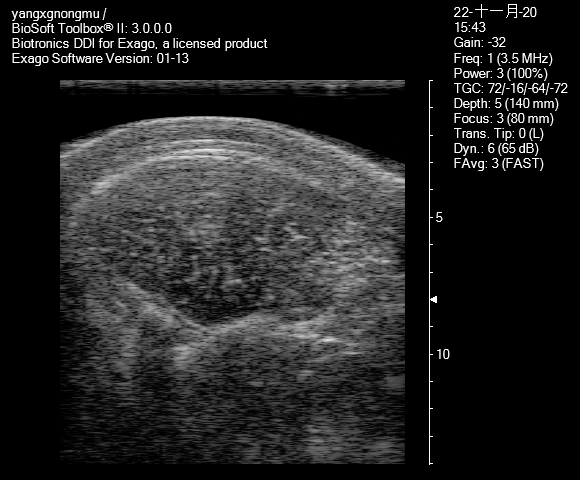 yangxgnongmu /
BioSoft Toolbox® II: 3.0.0.0
Biotronics DDI for Exago, a licensed product
Exago Software Version: 01-13
22-十一月-20
15:43
Gain: -32
Freq: 1 (3.5 MHz)
Power: 3 (100%)
TGC: 72/-16/-64/-72
Depth: 5 (140 mm)
Focus: 3 (80 mm)
Trans. Tip: 0 (L)
Dyn.: 6 (65 dB)
FAvg: 3 (FAST)
5
10